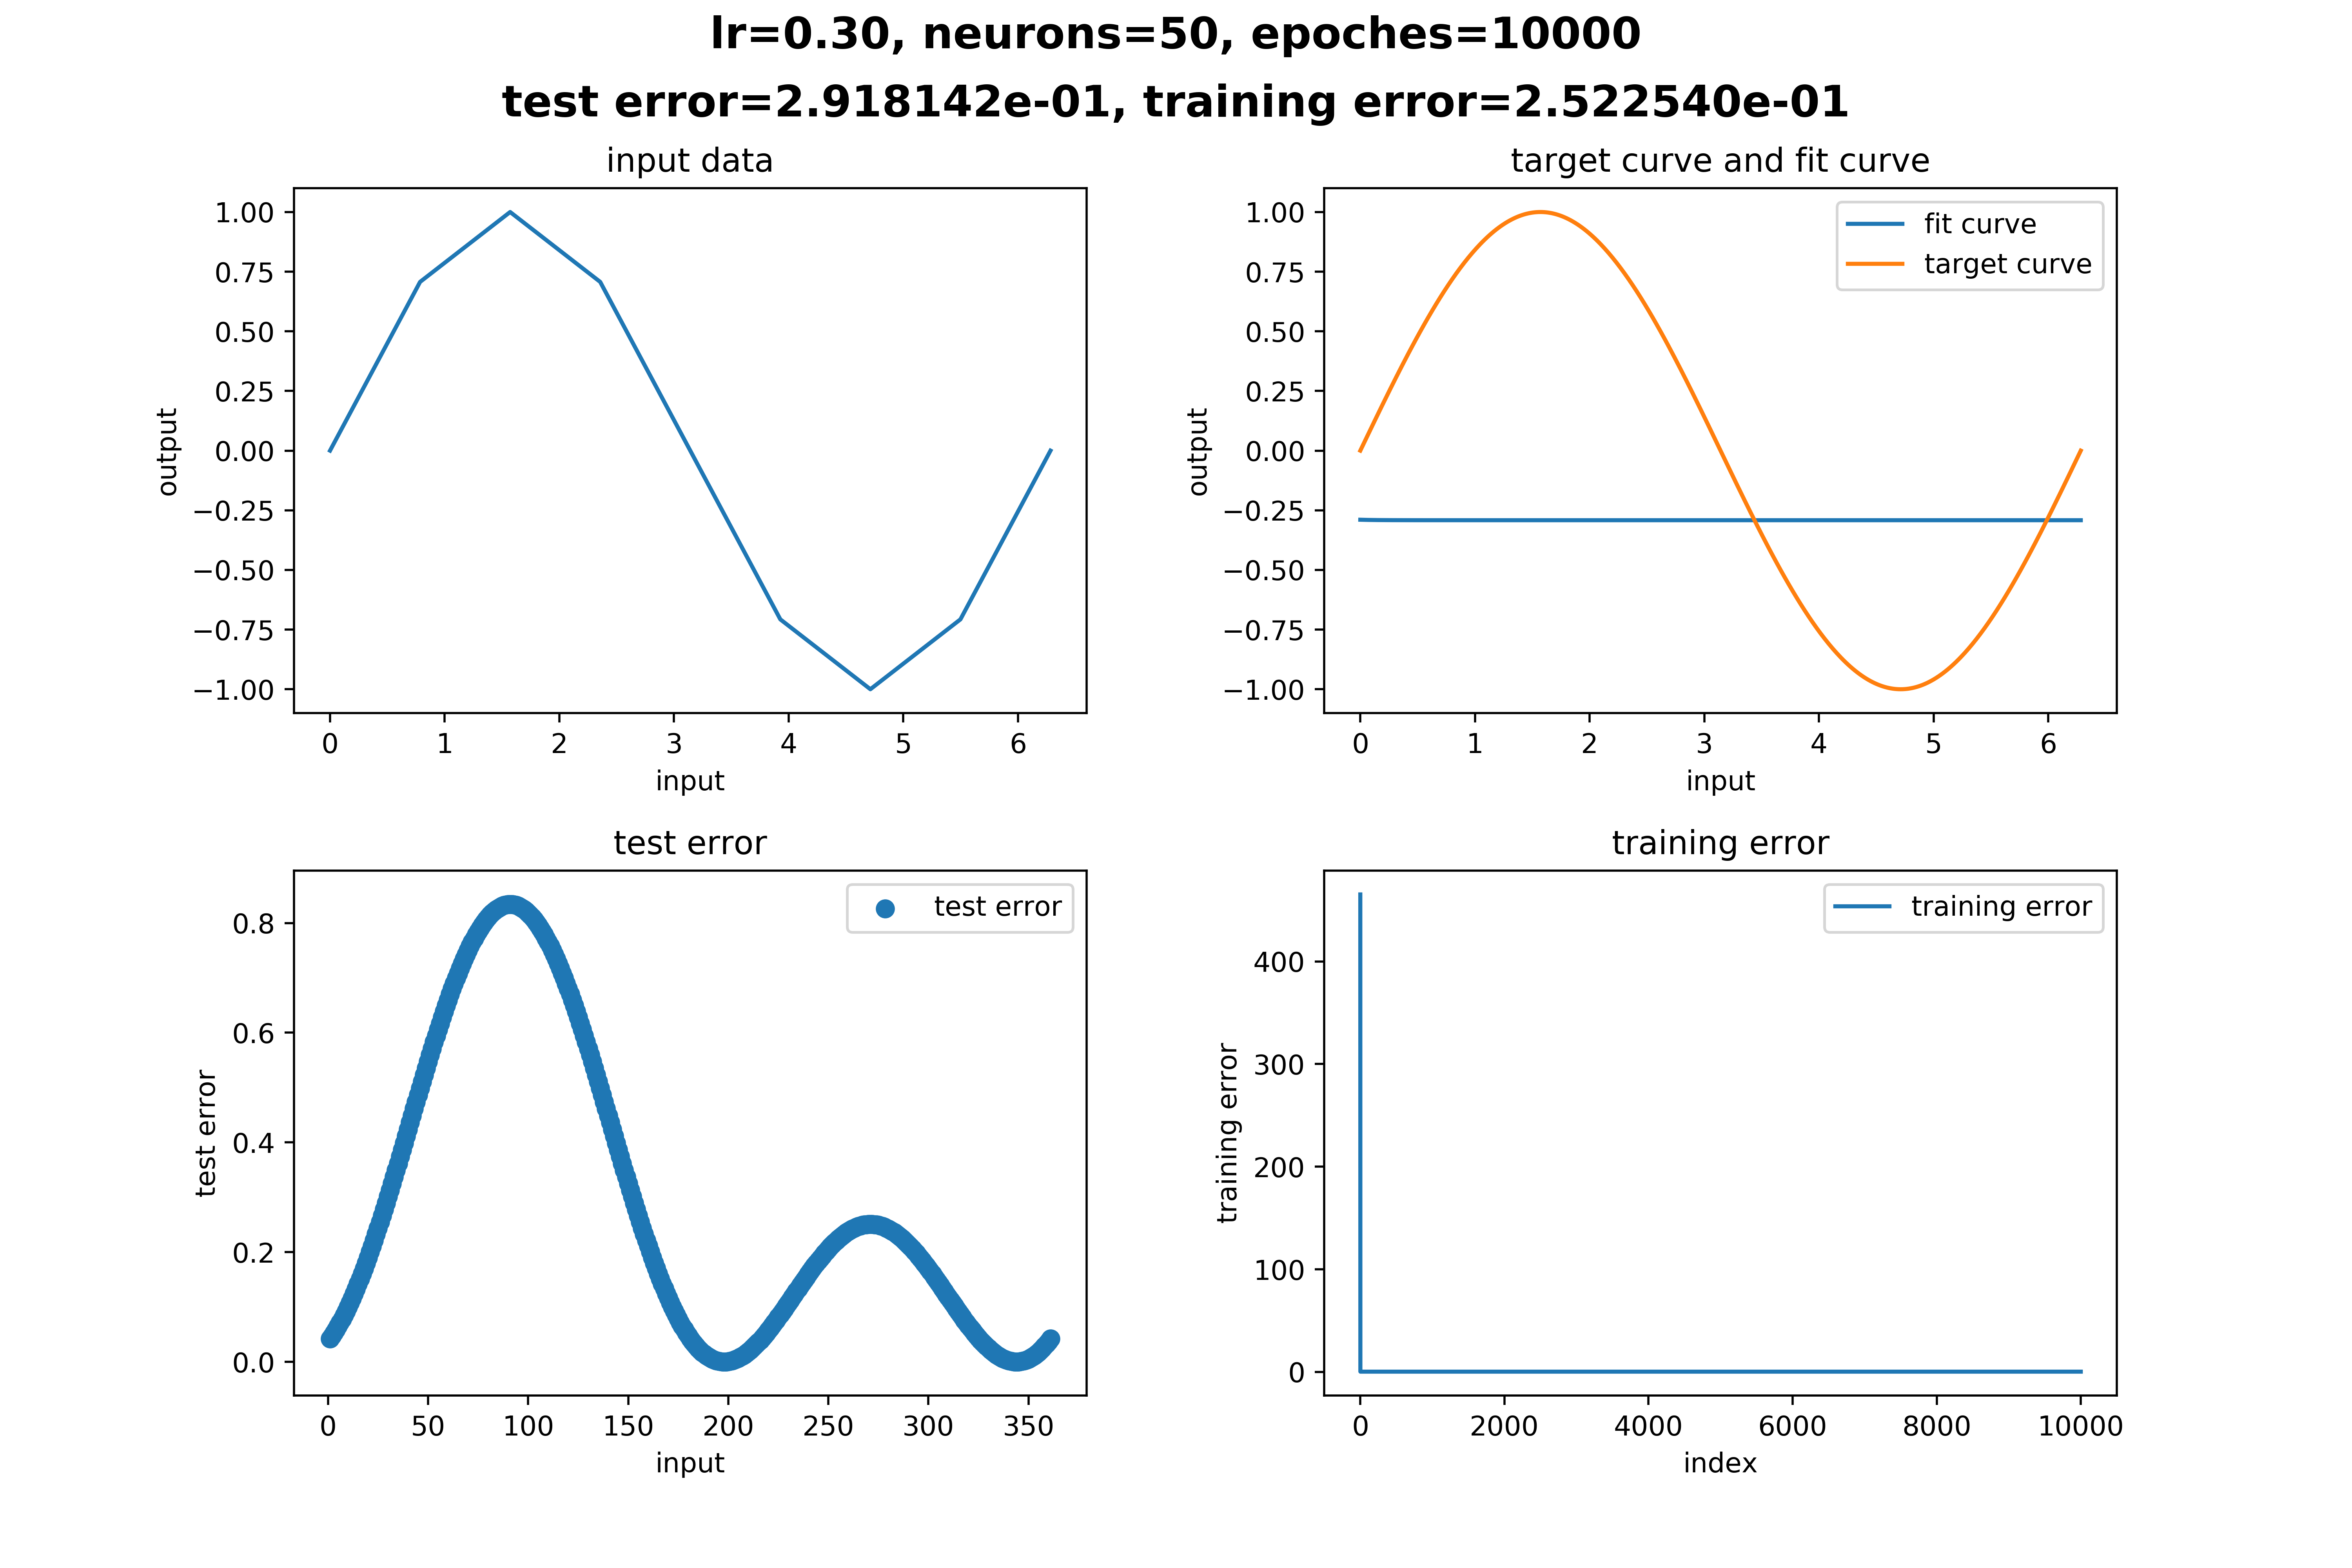 lr=0.30, neurons=50, epoches=10000
test error=2.918142e-01, training error=2.522540e-01
input data
1.00
0.75
0.50
0.25
0.00
−0.25
−0.50
−0.75
−1.00
output
0 1 2 3 4 5 6
input
target curve and fit curve
fit curve
target curve
1.00
0.75
0.50
0.25
0.00
−0.25
−0.50
−0.75
−1.00
output
0 1 2 3 4 5 6
input
test error
test error
0.8
0.6
0.4
0.2
0.0
test error
0 50 100 150 200 250 300 350
input
training error
training error
400
300
200
100
0
training error
0 2000 4000 6000 8000 10000
index